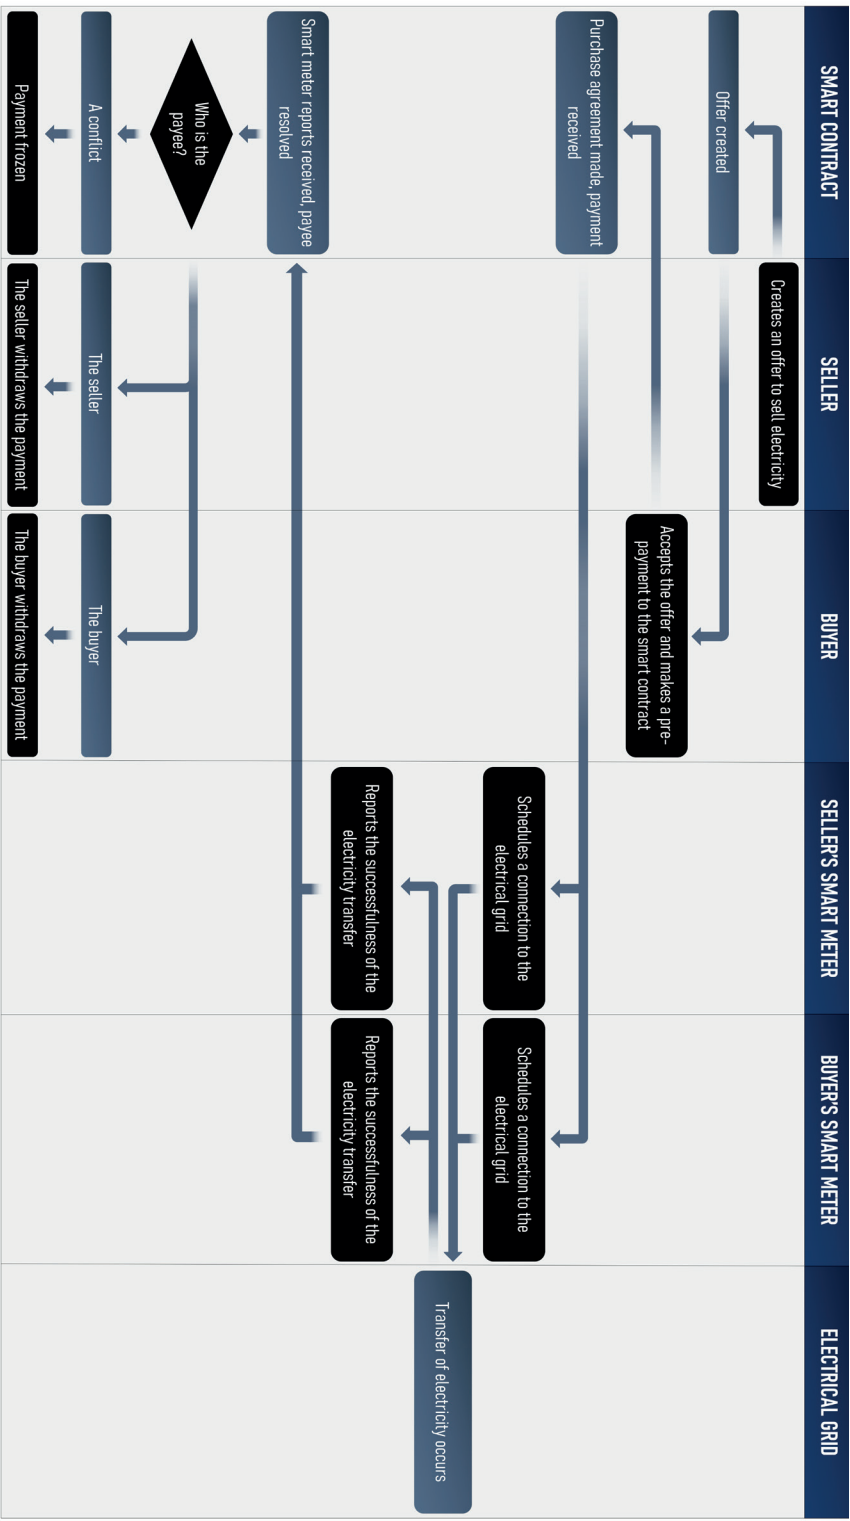 SMART CONTRACT
SELLER
BUYER
SELLER'S SMART METER
BUYER'S SMART METER
ELECTRICAL GRID
Creates an offer to sell electricity
Offer created
Accepts the offer and makes a pre-
payment to the smart contract
Purchase agreement made, payment
received
Schedules a connection to the
electrical grid
Schedules a connection to the
electrical grid
Transfer of electricity occurs
Reports the successfulness of the
electricity transfer
Reports the successfulness of the
electricity transfer
Smart meter reports received, payee
resolved
Who is the
payee?
A conflict
The seller
The buyer
Payment frozen
The seller withdraws the payment
The buyer withdraws the payment